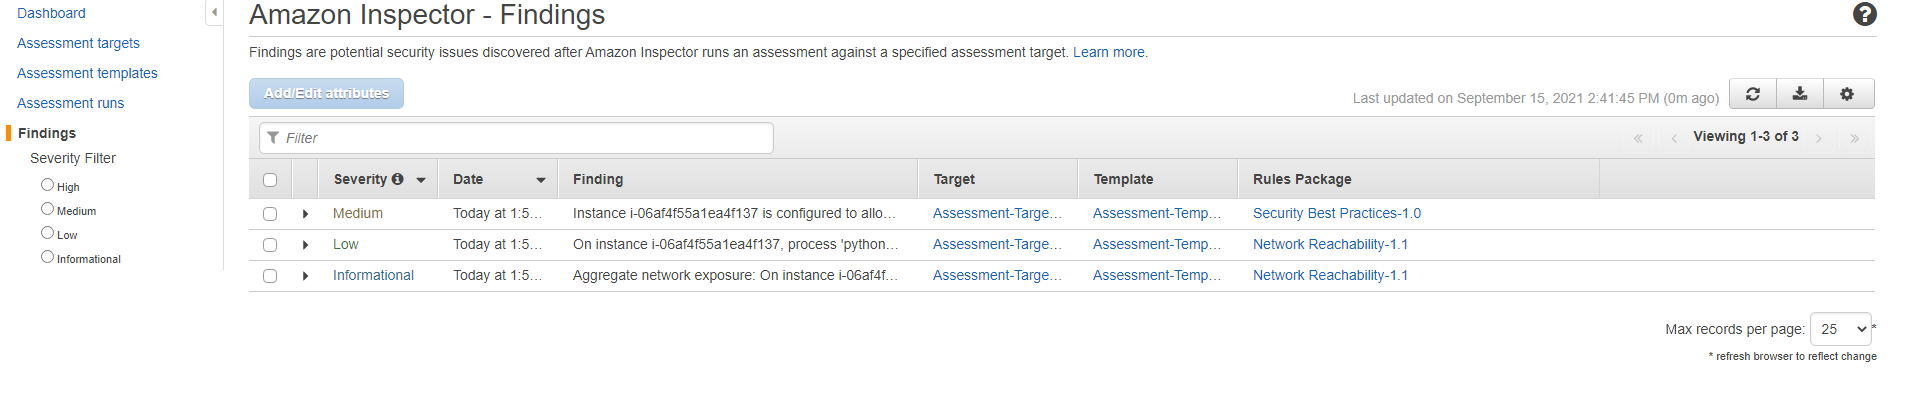 Dashboard
Assessment targets
Assessment templates
Assessment runs
Findings
Severity Filter
High
Medium
Low
Informational
Amazon Inspector - Findings
Findings are potential security issues discovered after Amazon Inspector runs an assessment against a specified assessment target. Learn more.
Add/Edit attributes
Last updated on September 15, 2021 2:41:45 PM (0m ago)
Filter
« ‹ Viewing 1-3 of 3 › »
Severity Date Finding Target Template Rules Package
Medium Today at 1:5... Instance i-06af4f55a1ea4f137 is configured to allo... Assessment-Targe... Assessment-Temp... Security Best Practices-1.0
Low Today at 1:5... On instance i-06af4f55a1ea4f137, process 'python... Assessment-Targe... Assessment-Temp... Network Reachability-1.1
Informational Today at 1:5... Aggregate network exposure: On instance i-06af4f... Assessment-Targe... Assessment-Temp... Network Reachability-1.1
Max records per page: 25 *
* refresh browser to reflect change